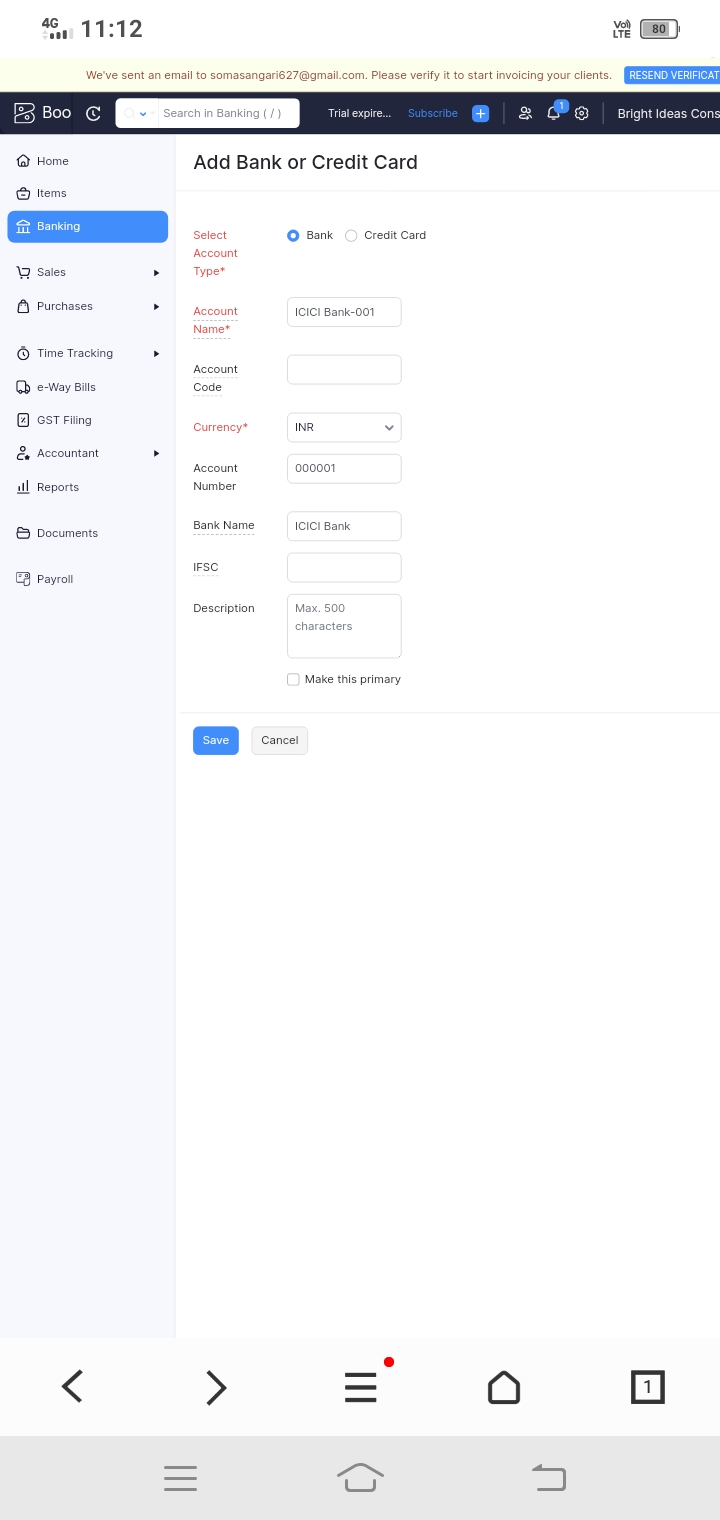 4G 11:12 Vo)) LTE 80
We've sent an email to somasangari627@gmail.com. Please verify it to start invoicing your clients. RESEND VERIFICAT
Boo Search in Banking ( / ) Trial expire... Subscribe 1 Bright Ideas Cons
Home
Items
Banking
Sales
Purchases
Time Tracking
e-Way Bills
GST Filing
Accountant
Reports
Documents
Payroll
Add Bank or Credit Card
Select
Account
Type*
Bank Credit Card
Account
Name*
ICICI Bank-001
Account
Code
Currency* INR
Account
Number
000001
Bank Name ICICI Bank
IFSC
Description
Max. 500
characters
Make this primary
Save Cancel
1